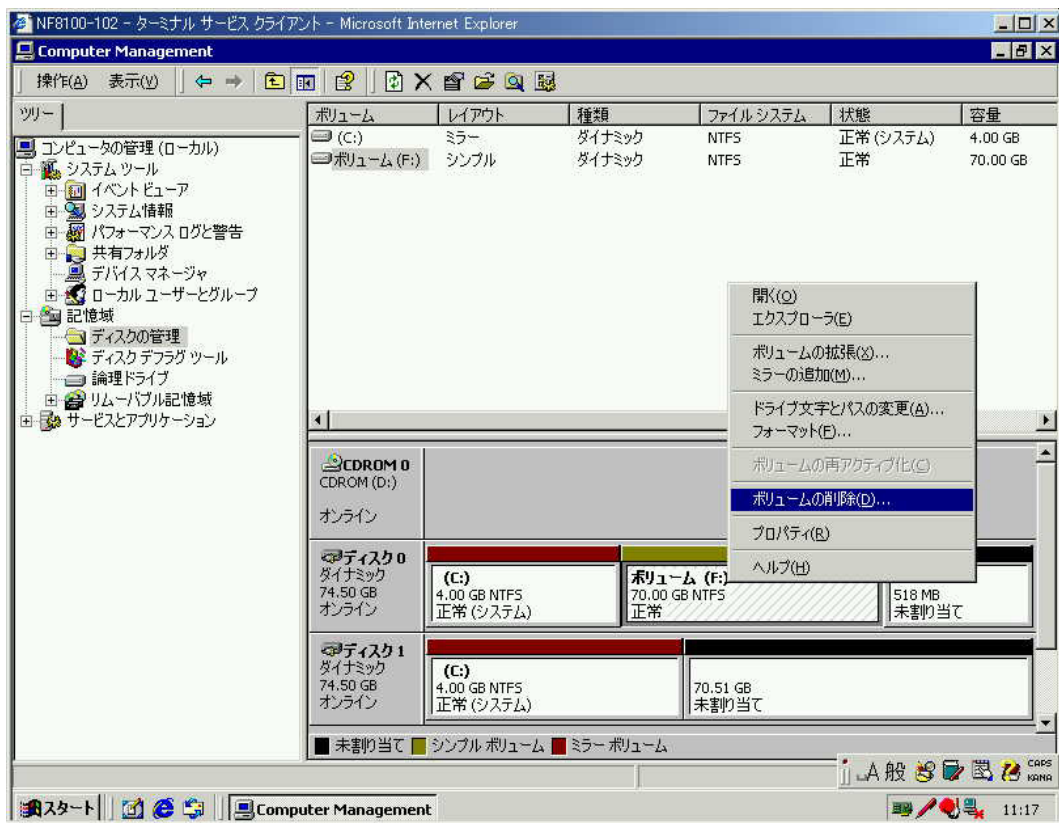 NF8100-102 - ターミナル サービス クライアント - Microsoft Internet Explorer
Computer Management
操作(A) 表示(V)
ツリー
コンピュータの管理 (ローカル)
システム ツール
イベント ビューア
システム情報
パフォーマンス ログと警告
共有フォルダ
デバイス マネージャ
ローカル ユーザーとグループ
記憶域
ディスクの管理
ディスク デフラグ ツール
論理ドライブ
リムーバブル記憶域
サービスとアプリケーション
ボリューム レイアウト 種類 ファイル システム 状態 容量
(C:) ミラー ダイナミック NTFS 正常 (システム) 4.00 GB
ボリューム (F:) シンプル ダイナミック NTFS 正常 70.00 GB
開く(O)
エクスプローラ(E)
ボリュームの拡張(X)...
ミラーの追加(M)...
ドライブ文字とパスの変更(A)...
フォーマット(F)...
ボリュームの再アクティブ化(C)
ボリュームの削除(D)...
プロパティ(R)
ヘルプ(H)
CDROM 0
CDROM (D:)
オンライン
ディスク 0
ダイナミック
74.50 GB
オンライン
(C:)
4.00 GB NTFS
正常 (システム)
ボリューム (F:)
70.00 GB NTFS
正常
518 MB
未割り当て
ディスク 1
ダイナミック
74.50 GB
オンライン
(C:)
4.00 GB NTFS
正常 (システム)
70.51 GB
未割り当て
未割り当て シンプル ボリューム ミラー ボリューム
A 般 CAPS
KANA
スタート Computer Management 11:17